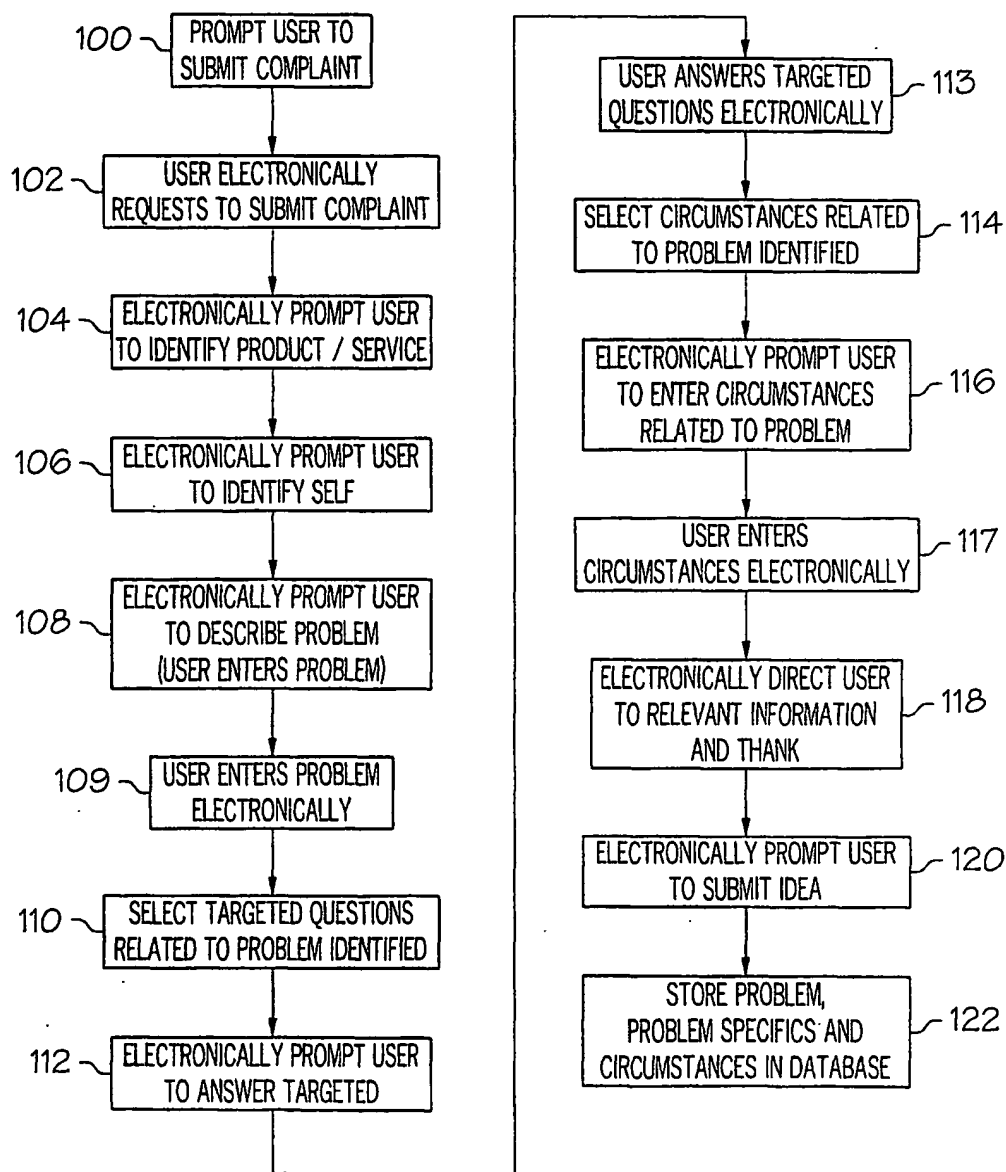 100
PROMPT USER TO
SUBMIT COMPLAINT
102
USER ELECTRONICALLY
REQUESTS TO SUBMIT COMPLAINT
104
ELECTRONICALLY PROMPT USER
TO IDENTIFY PRODUCT / SERVICE
106
ELECTRONICALLY PROMPT USER
TO IDENTIFY SELF
108
ELECTRONICALLY PROMPT USER
TO DESCRIBE PROBLEM
(USER ENTERS PROBLEM)
109
USER ENTERS PROBLEM
ELECTRONICALLY
110
SELECT TARGETED QUESTIONS
RELATED TO PROBLEM IDENTIFIED
112
ELECTRONICALLY PROMPT USER
TO ANSWER TARGETED
USER ANSWERS TARGETED
QUESTIONS ELECTRONICALLY
113
SELECT CIRCUMSTANCES RELATED
TO PROBLEM IDENTIFIED
114
ELECTRONICALLY PROMPT USER
TO ENTER CIRCUMSTANCES
RELATED TO PROBLEM
116
USER ENTERS
CIRCUMSTANCES ELECTRONICALLY
117
ELECTRONICALLY DIRECT USER
TO RELEVANT INFORMATION
AND THANK
118
ELECTRONICALLY PROMPT USER
TO SUBMIT IDEA
120
STORE PROBLEM,
PROBLEM SPECIFICS AND
CIRCUMSTANCES IN DATABASE
122